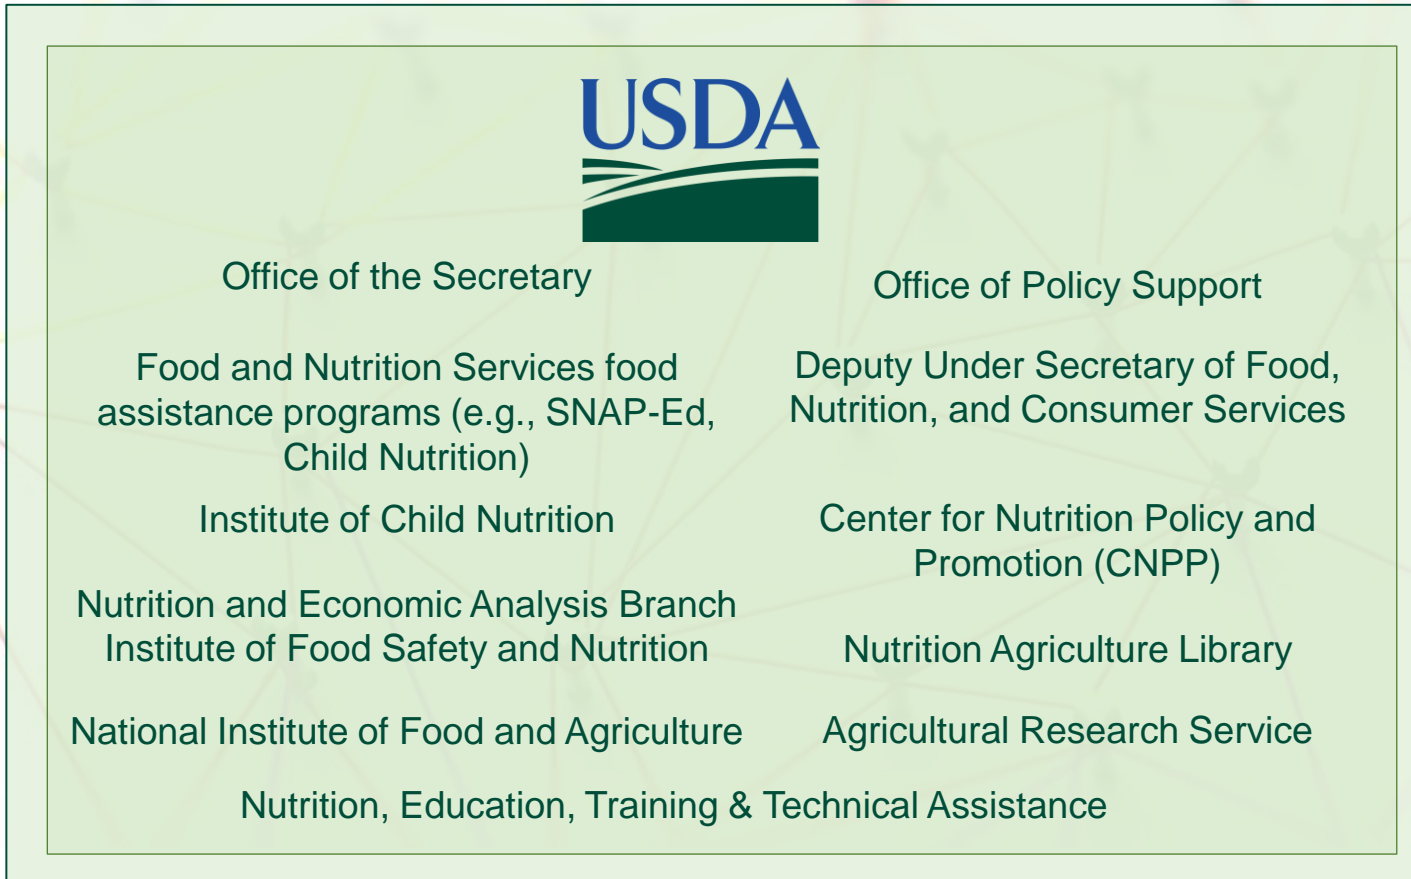 USDA
Office of the Secretary
Office of Policy Support
Food and Nutrition Services food
assistance programs (e.g., SNAP-Ed,
Child Nutrition)
Deputy Under Secretary of Food,
Nutrition, and Consumer Services
Institute of Child Nutrition
Center for Nutrition Policy and
Promotion (CNPP)
Nutrition and Economic Analysis Branch
Institute of Food Safety and Nutrition
Nutrition Agriculture Library
National Institute of Food and Agriculture
Agricultural Research Service
Nutrition, Education, Training & Technical Assistance